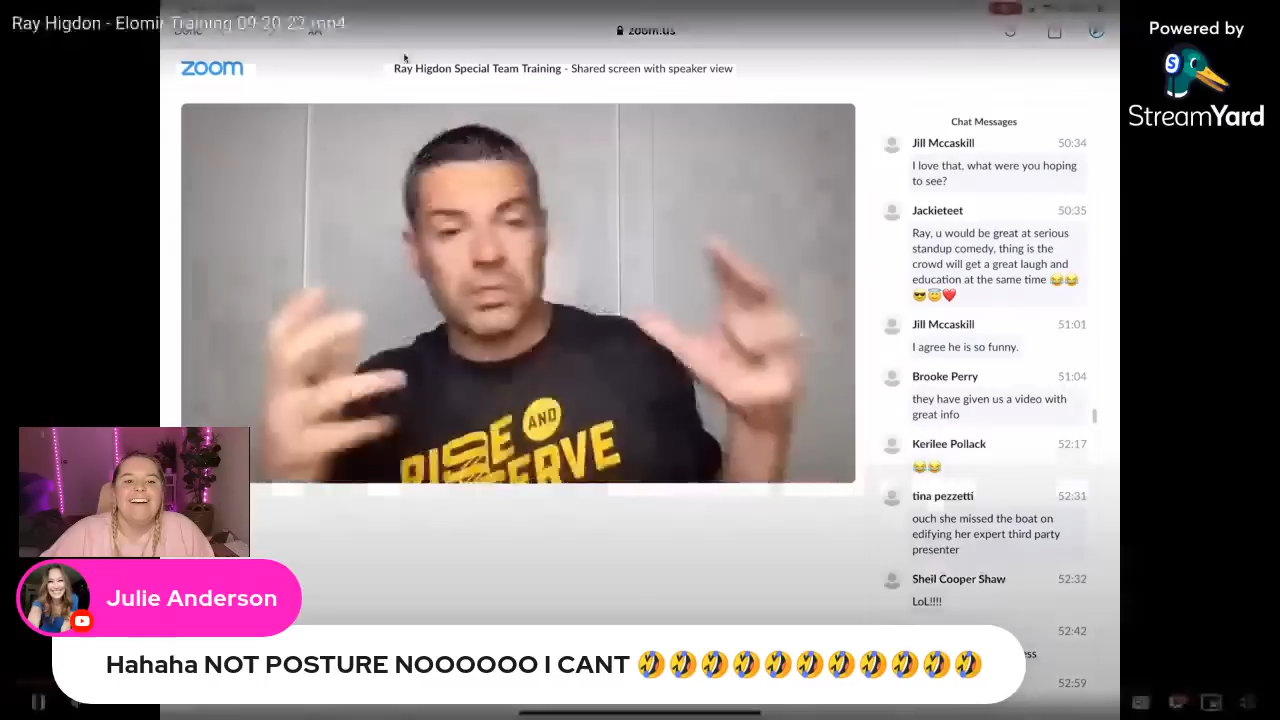 Ray Higdon - Elomir Training 09-20-22.mp4
zoom.us
Powered by
StreamYard
zoom
Ray Higdon Special Team Training - Shared screen with speaker view
RISE AND
SERVE
Chat Messages
Jill Mccaskill 50:34
I love that, what were you hoping
to see?
Jackieteet 50:35
Ray, u would be great at serious
standup comedy, thing is the
crowd will get a great laugh and
education at the same time 😂😂
😎😇❤️
Jill Mccaskill 51:01
I agree he is so funny.
Brooke Perry 51:04
they have given us a video with
great info
Kerilee Pollack 52:17
😂😂
tina pezzetti 52:31
ouch she missed the boat on
edifying her expert third party
presenter
Sheil Cooper Shaw 52:32
LoL!!!!
52:42
ss
52:59
Julie Anderson
Hahaha NOT POSTURE NOOOOOO I CANT 🤣🤣🤣🤣🤣🤣🤣🤣🤣🤣🤣